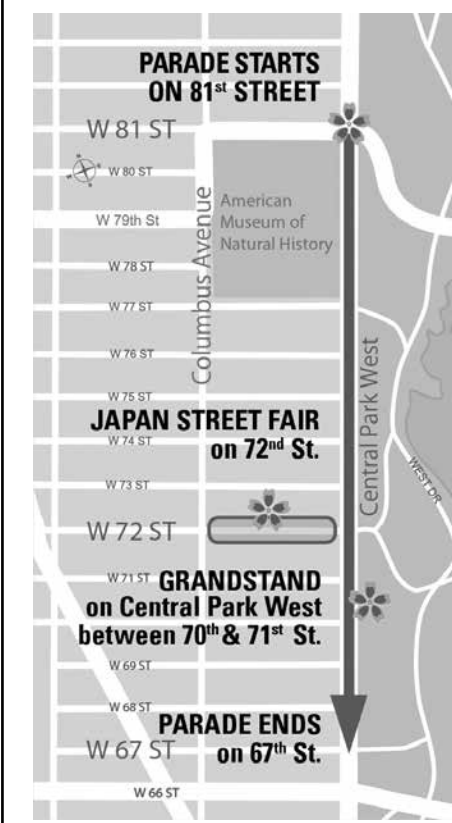 PARADE STARTS
ON 81st STREET
W 81 ST
W 80 ST
American
Museum of
Natural History
W 79th St
Columbus Avenue
W 78 ST
W 77 ST
W 76 ST
Central Park West
W 75 ST
JAPAN STREET FAIR
on 72nd St.
W 74 ST
W 73 ST
WEST DR
W 72 ST
W 71 ST
GRANDSTAND
on Central Park West
between 70th & 71st St.
W 69 ST
W 68 ST
PARADE ENDS
on 67th St.
W 67 ST
W 66 ST